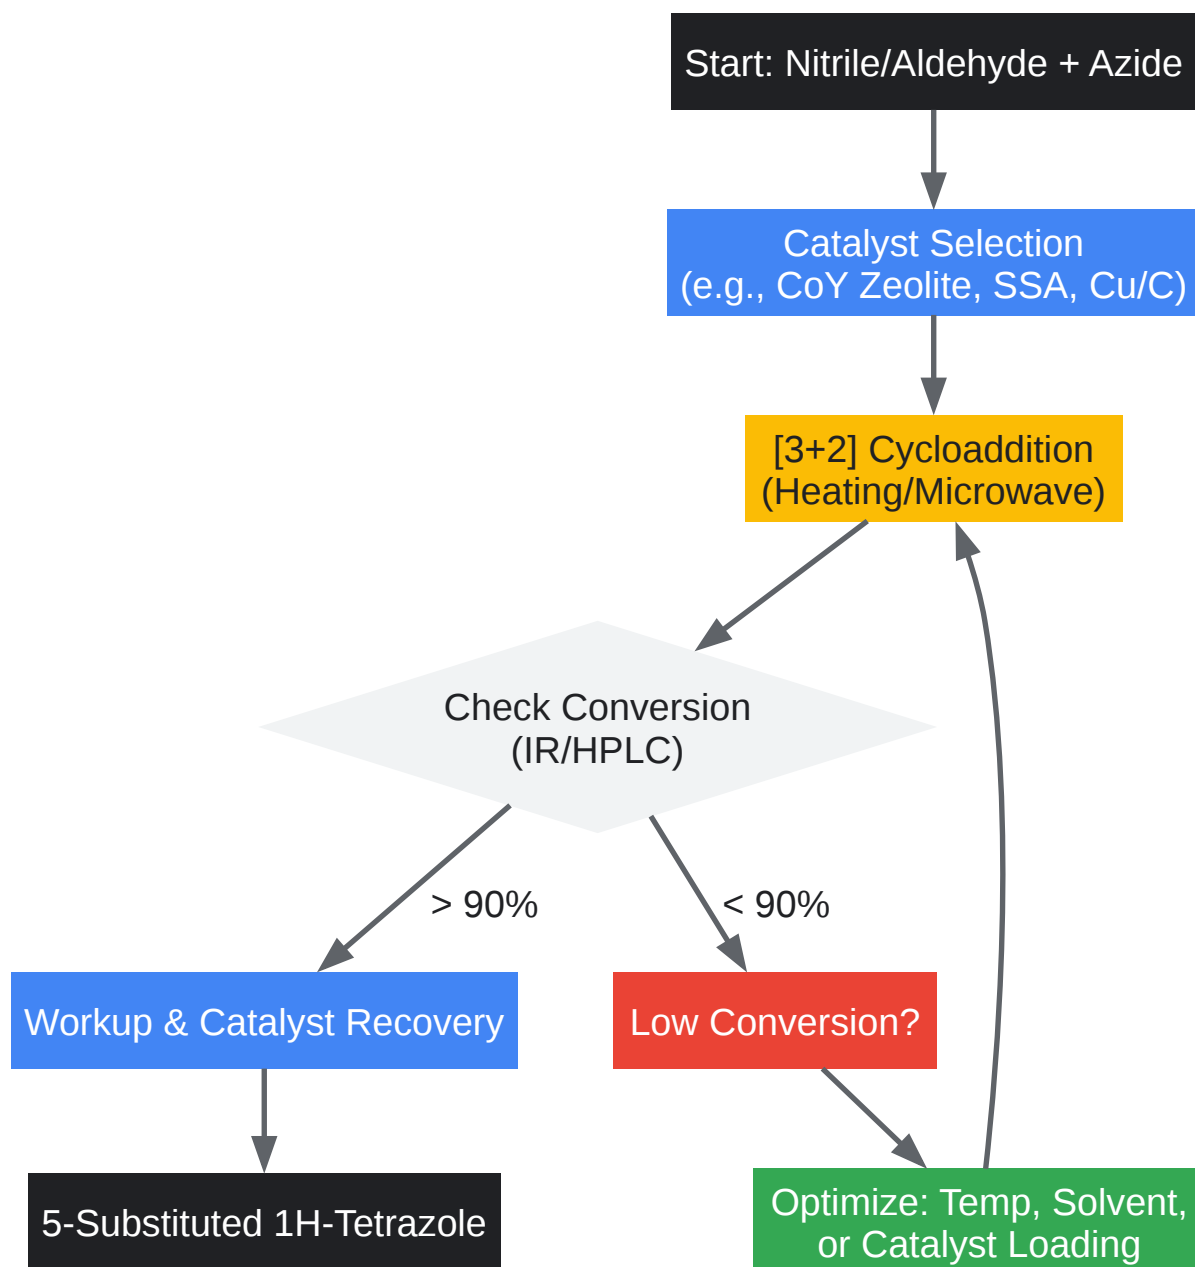 Start: Nitrile/Aldehyde + Azide
Catalyst Selection
(e.g., CoY Zeolite, SSA, Cu/C)
[3+2] Cycloaddition
(Heating/Microwave)
Check Conversion
(IR/HPLC)
> 90%
< 90%
Workup & Catalyst Recovery
Low Conversion?
5-Substituted 1H-Tetrazole
Optimize: Temp, Solvent,
or Catalyst Loading